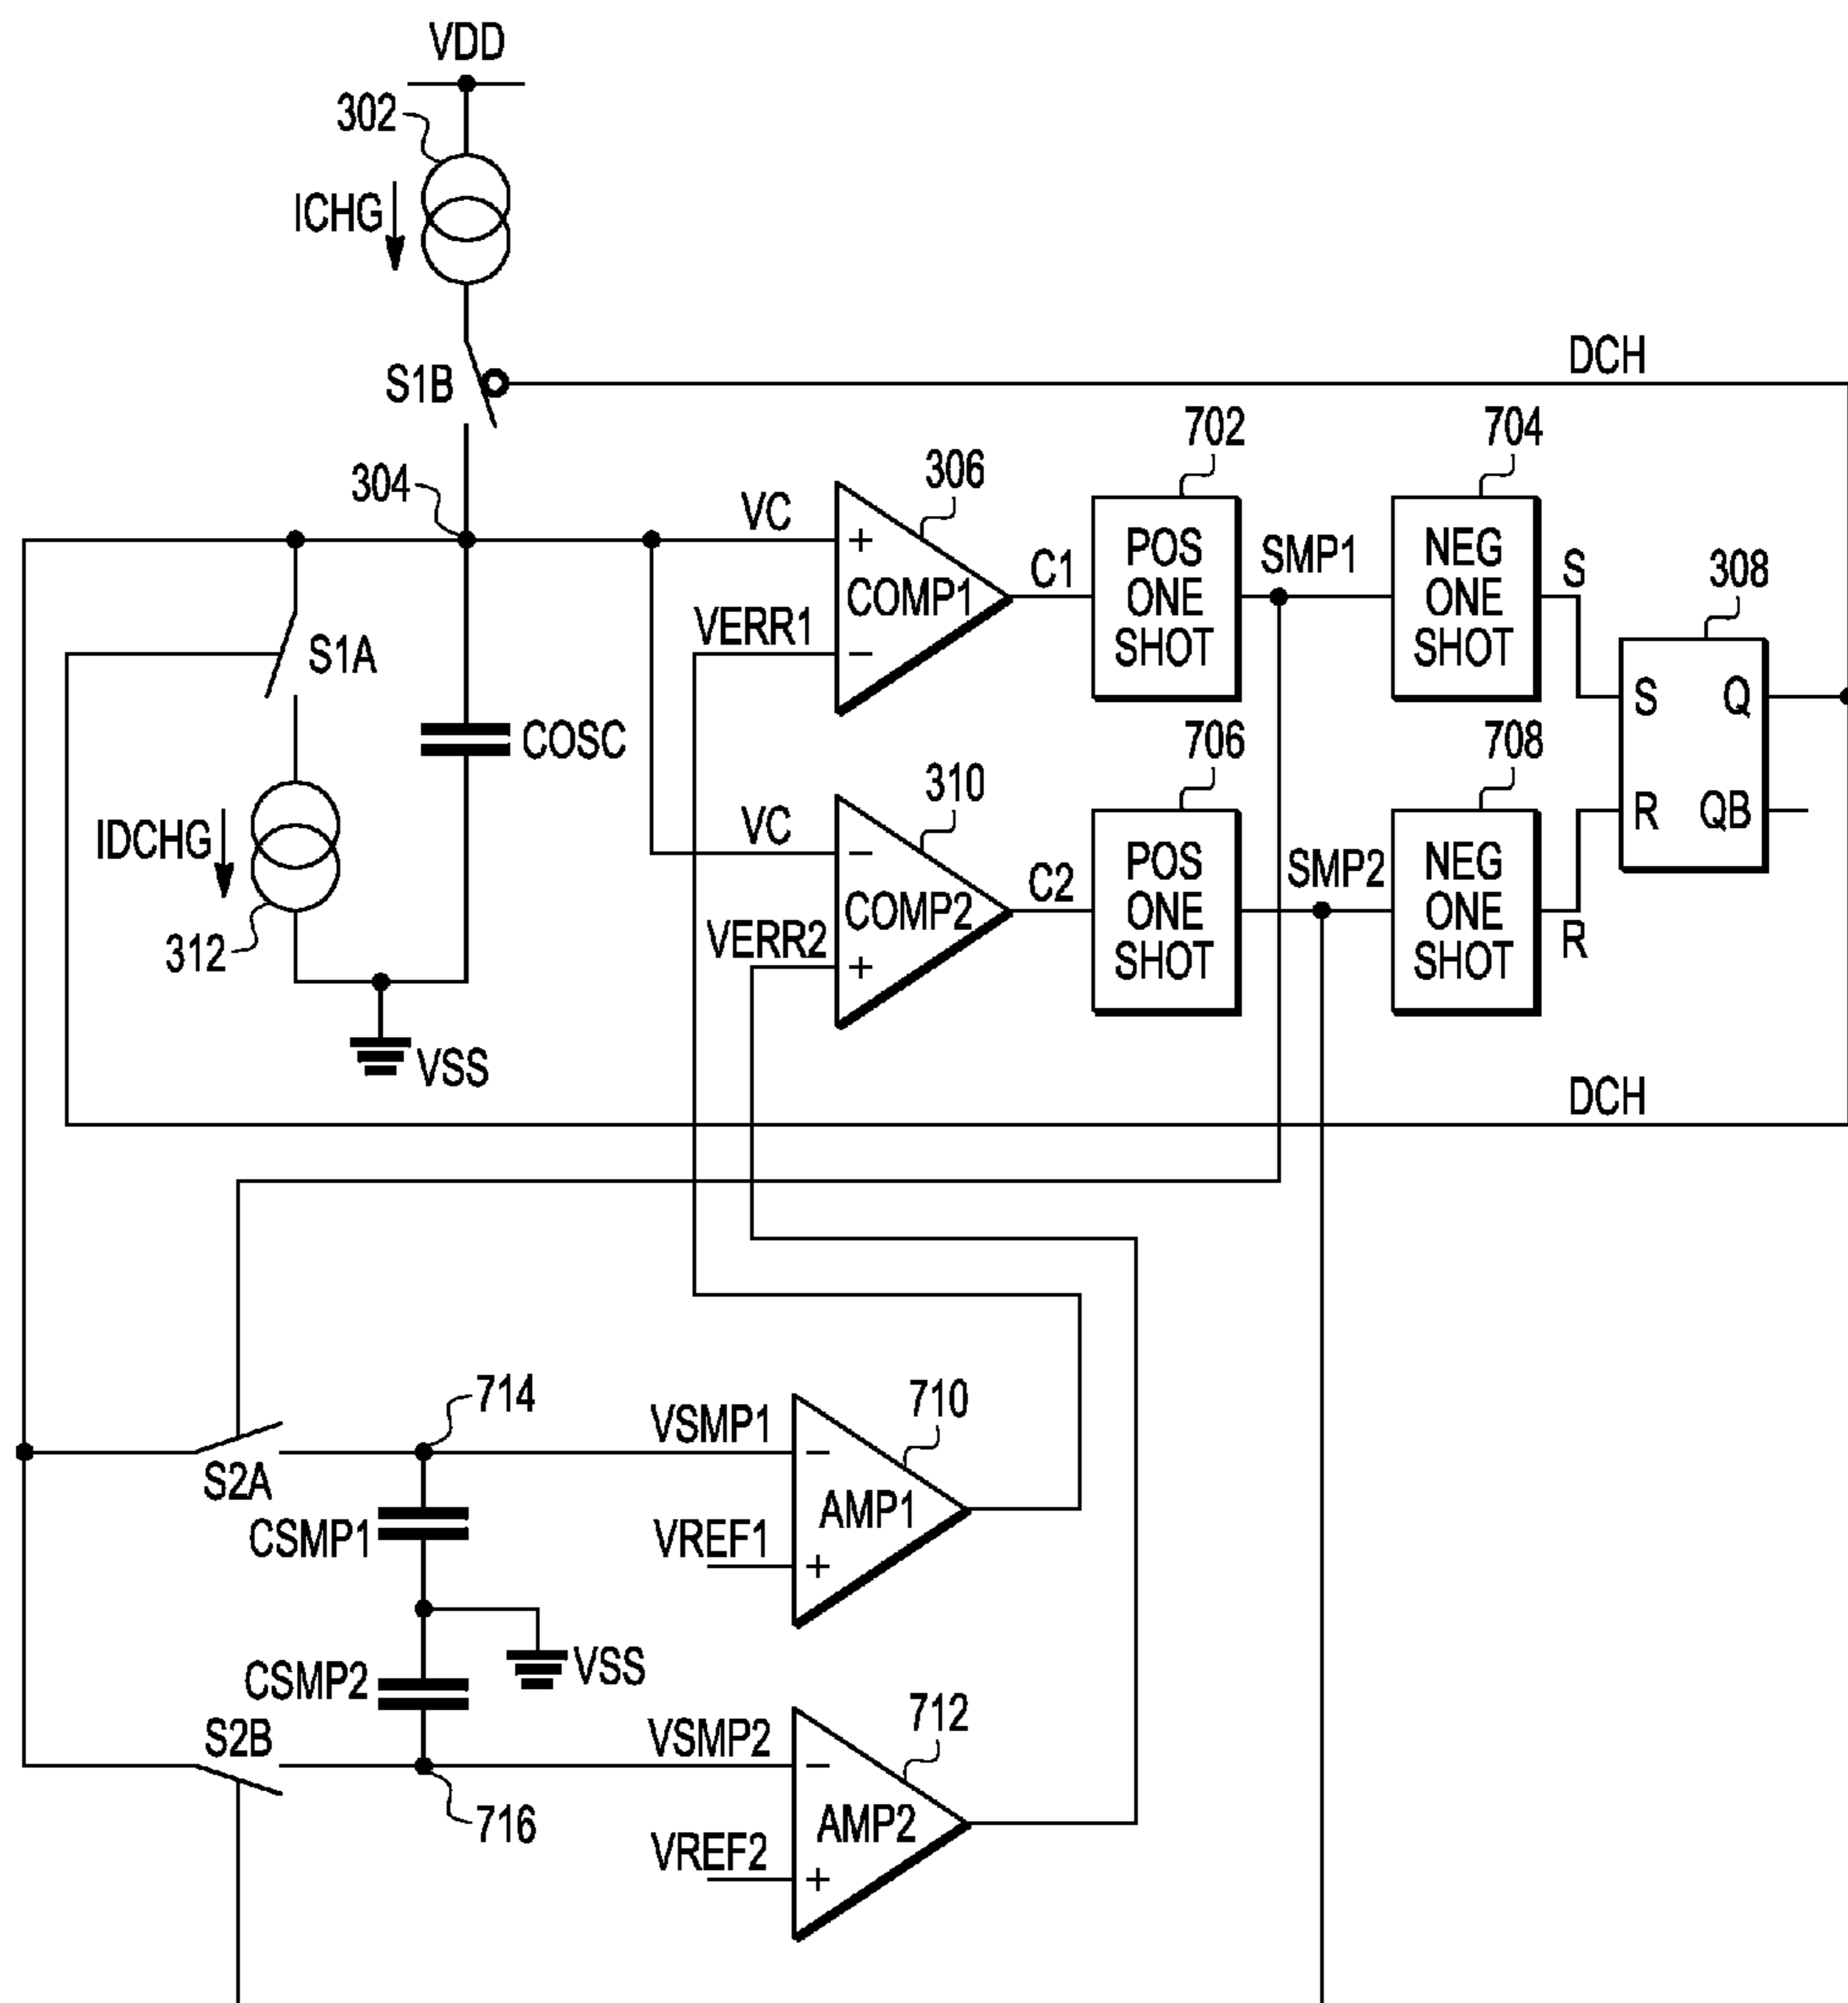 VDD
302
ICHG
S1B
DCH
304
VC
306
702
704
+
COMP1
C1
POS
ONE
SHOT
SMP1
NEG
ONE
SHOT
S
308
VERR1
−
S1A
S
Q
COSC
IDCHG
312
VC
310
706
708
−
COMP2
C2
POS
ONE
SHOT
SMP2
NEG
ONE
SHOT
R
R
QB
VERR2
+
VSS
DCH
714
VSMP1
710
−
S2A
CSMP1
AMP1
VREF1
+
VSS
CSMP2
S2B
VSMP2
712
−
716
AMP2
VREF2
+